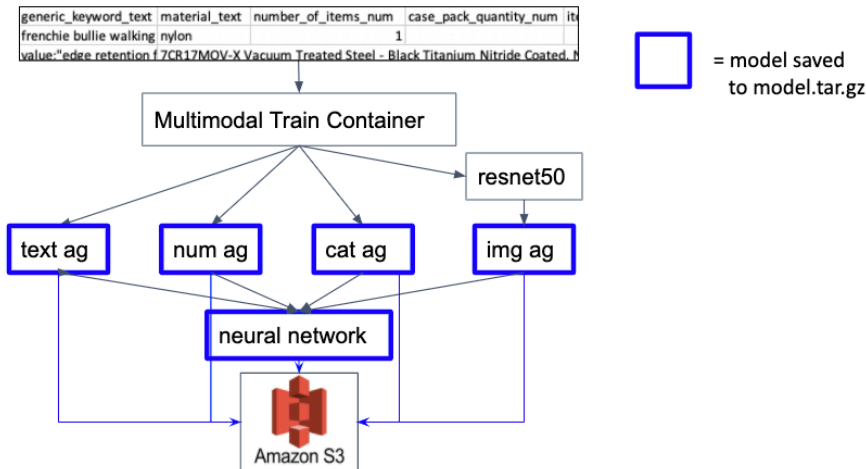 generic_keyword_text material_text number_of_items_num case_pack_quantity_num
frenchie bullie walking nylon 1
value:"edge retention f 7CR17MOV-X Vacuum Treated Steel - Black Titanium Nitride Coated,
= model saved
to model.tar.gz
Multimodal Train Container
resnet50
text ag num ag cat ag img ag
neural network
Amazon S3